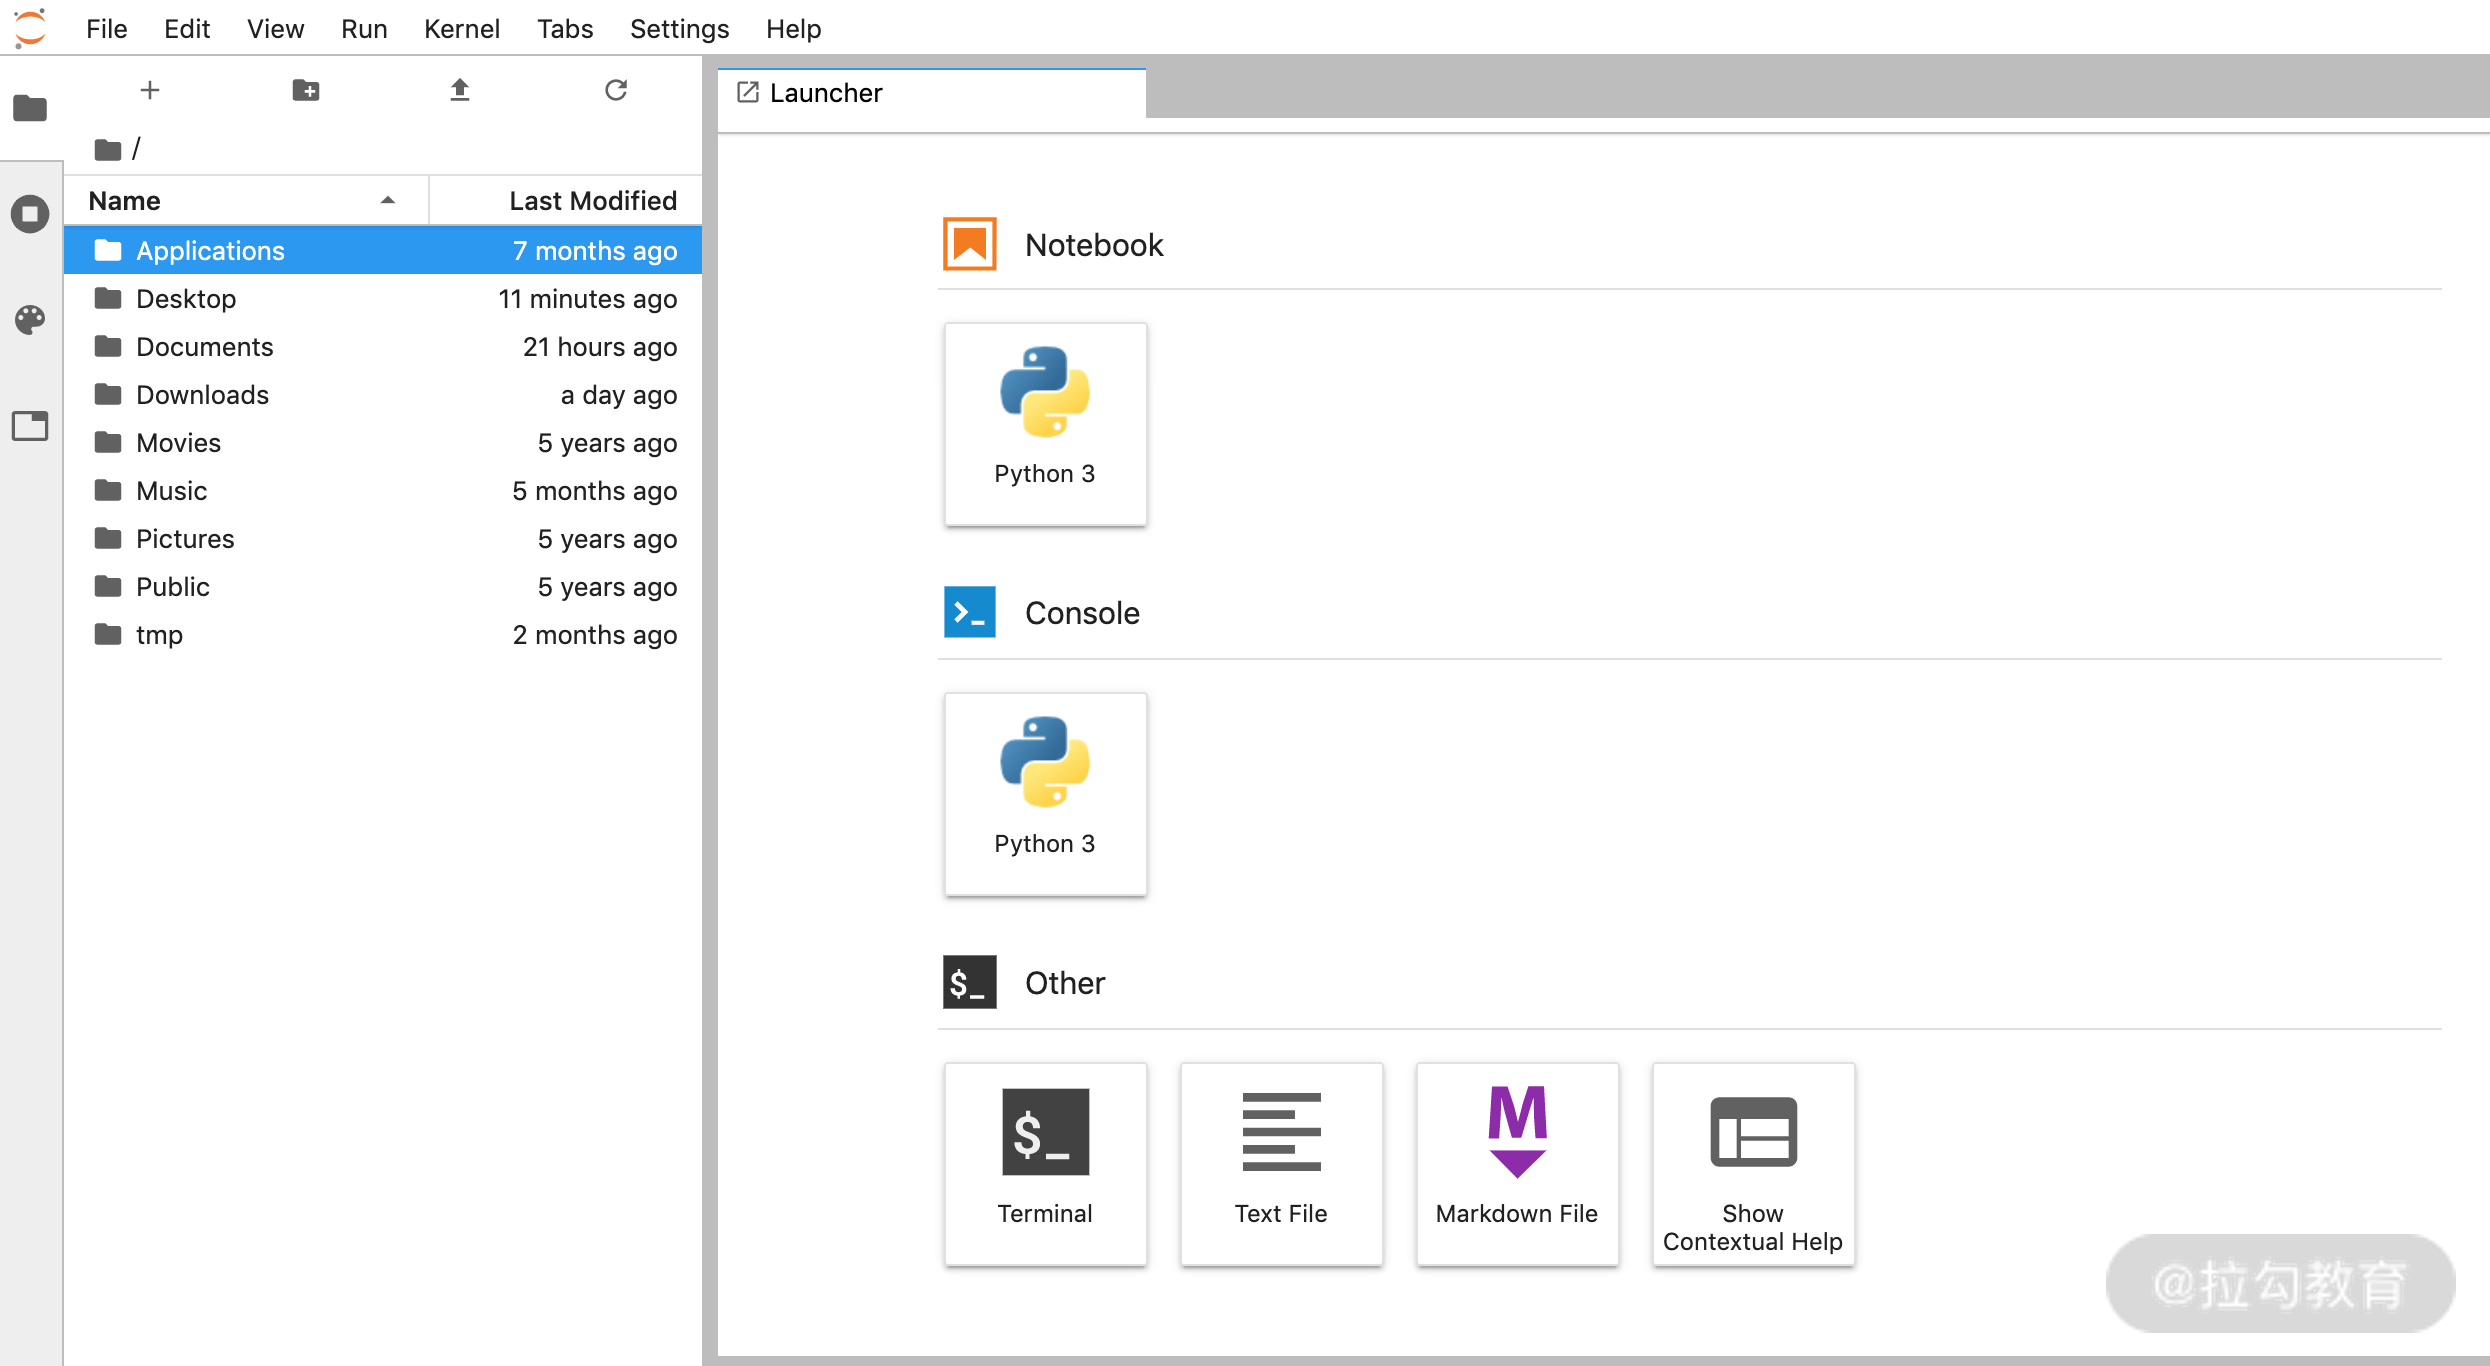 File Edit View Run Kernel Tabs Settings Help
Launcher
/
Name Last Modified
Applications 7 months ago
Desktop 11 minutes ago
Documents 21 hours ago
Downloads a day ago
Movies 5 years ago
Music 5 months ago
Pictures 5 years ago
Public 5 years ago
tmp 2 months ago
Notebook
Python 3
Console
Python 3
$_ Other
$_
Terminal
Text File
M
Markdown File
Show
Contextual Help
@拉勾教育